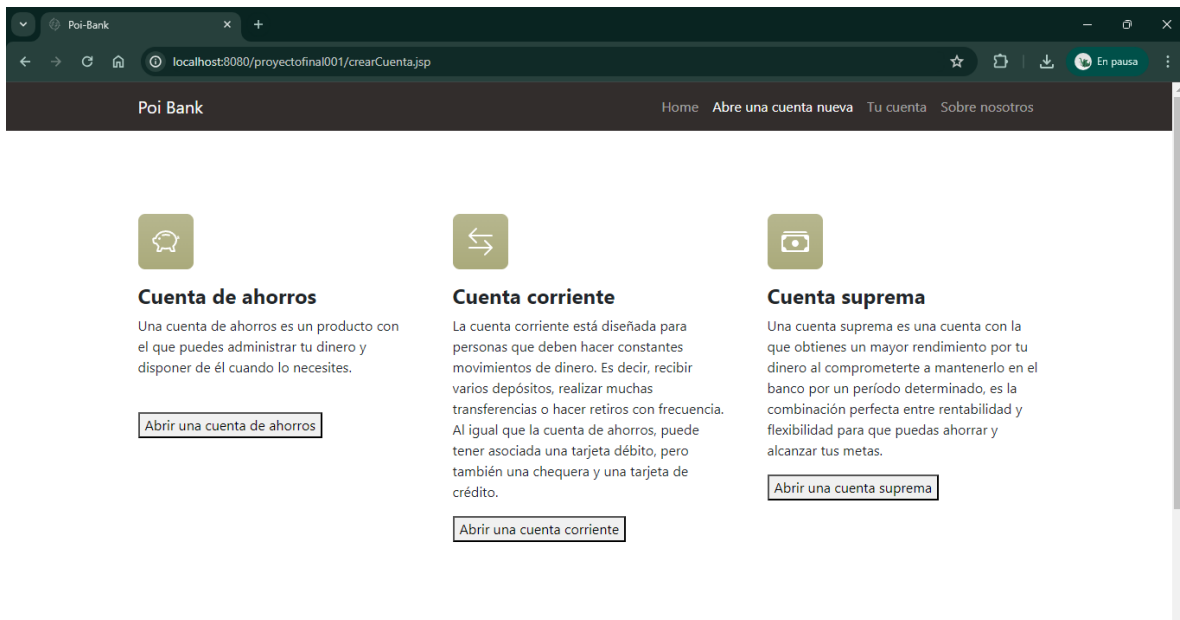 Poi-Bank
localhost:8080/proyectofinal001/crearCuenta.jsp
En pausa
Poi Bank
Home
Abre una cuenta nueva
Tu cuenta
Sobre nosotros
Cuenta de ahorros
Una cuenta de ahorros es un producto con
el que puedes administrar tu dinero y
disponer de él cuando lo necesites.
Abrir una cuenta de ahorros
Cuenta corriente
La cuenta corriente está diseñada para
personas que deben hacer constantes
movimientos de dinero. Es decir, recibir
varios depósitos, realizar muchas
transferencias o hacer retiros con frecuencia.
Al igual que la cuenta de ahorros, puede
tener asociada una tarjeta débito, pero
también una chequera y una tarjeta de
crédito.
Abrir una cuenta corriente
Cuenta suprema
Una cuenta suprema es una cuenta con la
que obtienes un mayor rendimiento por tu
dinero al comprometerte a mantenerlo en el
banco por un período determinado, es la
combinación perfecta entre rentabilidad y
flexibilidad para que puedas ahorrar y
alcanzar tus metas.
Abrir una cuenta suprema